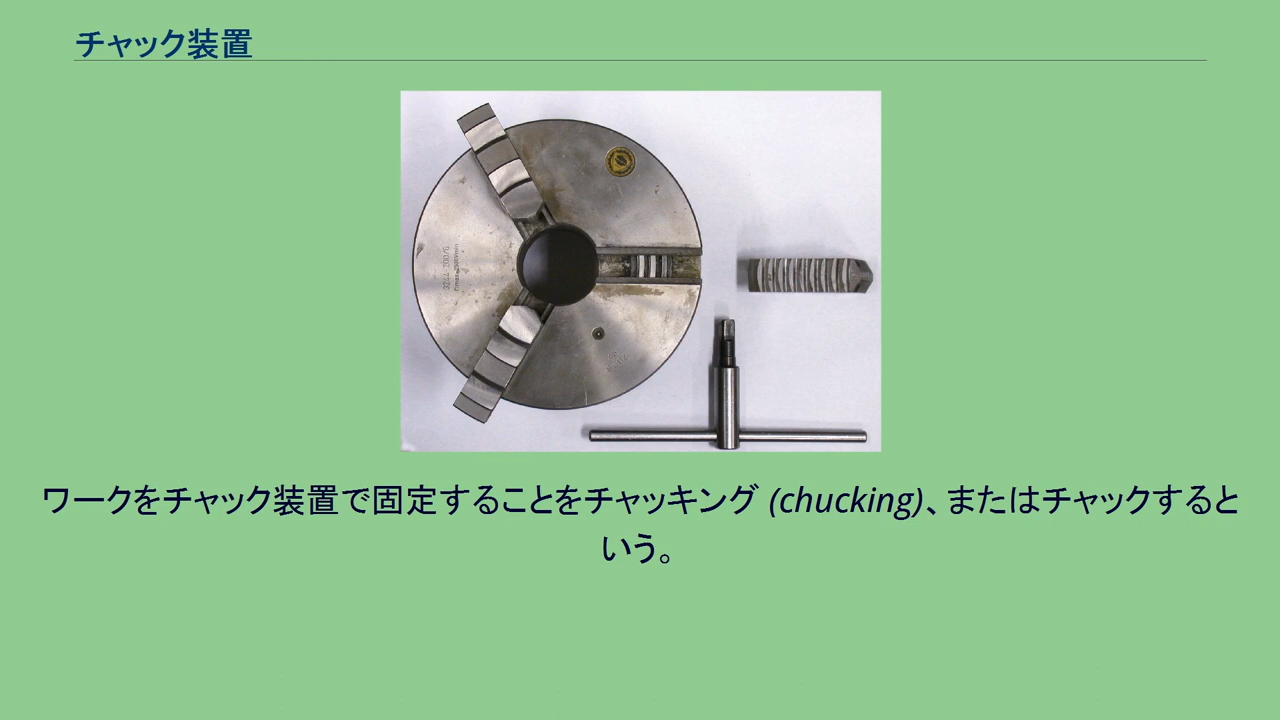 チャック装置
ワークをチャック装置で固定することをチャッキング (chucking)、またはチャックすると
いう。